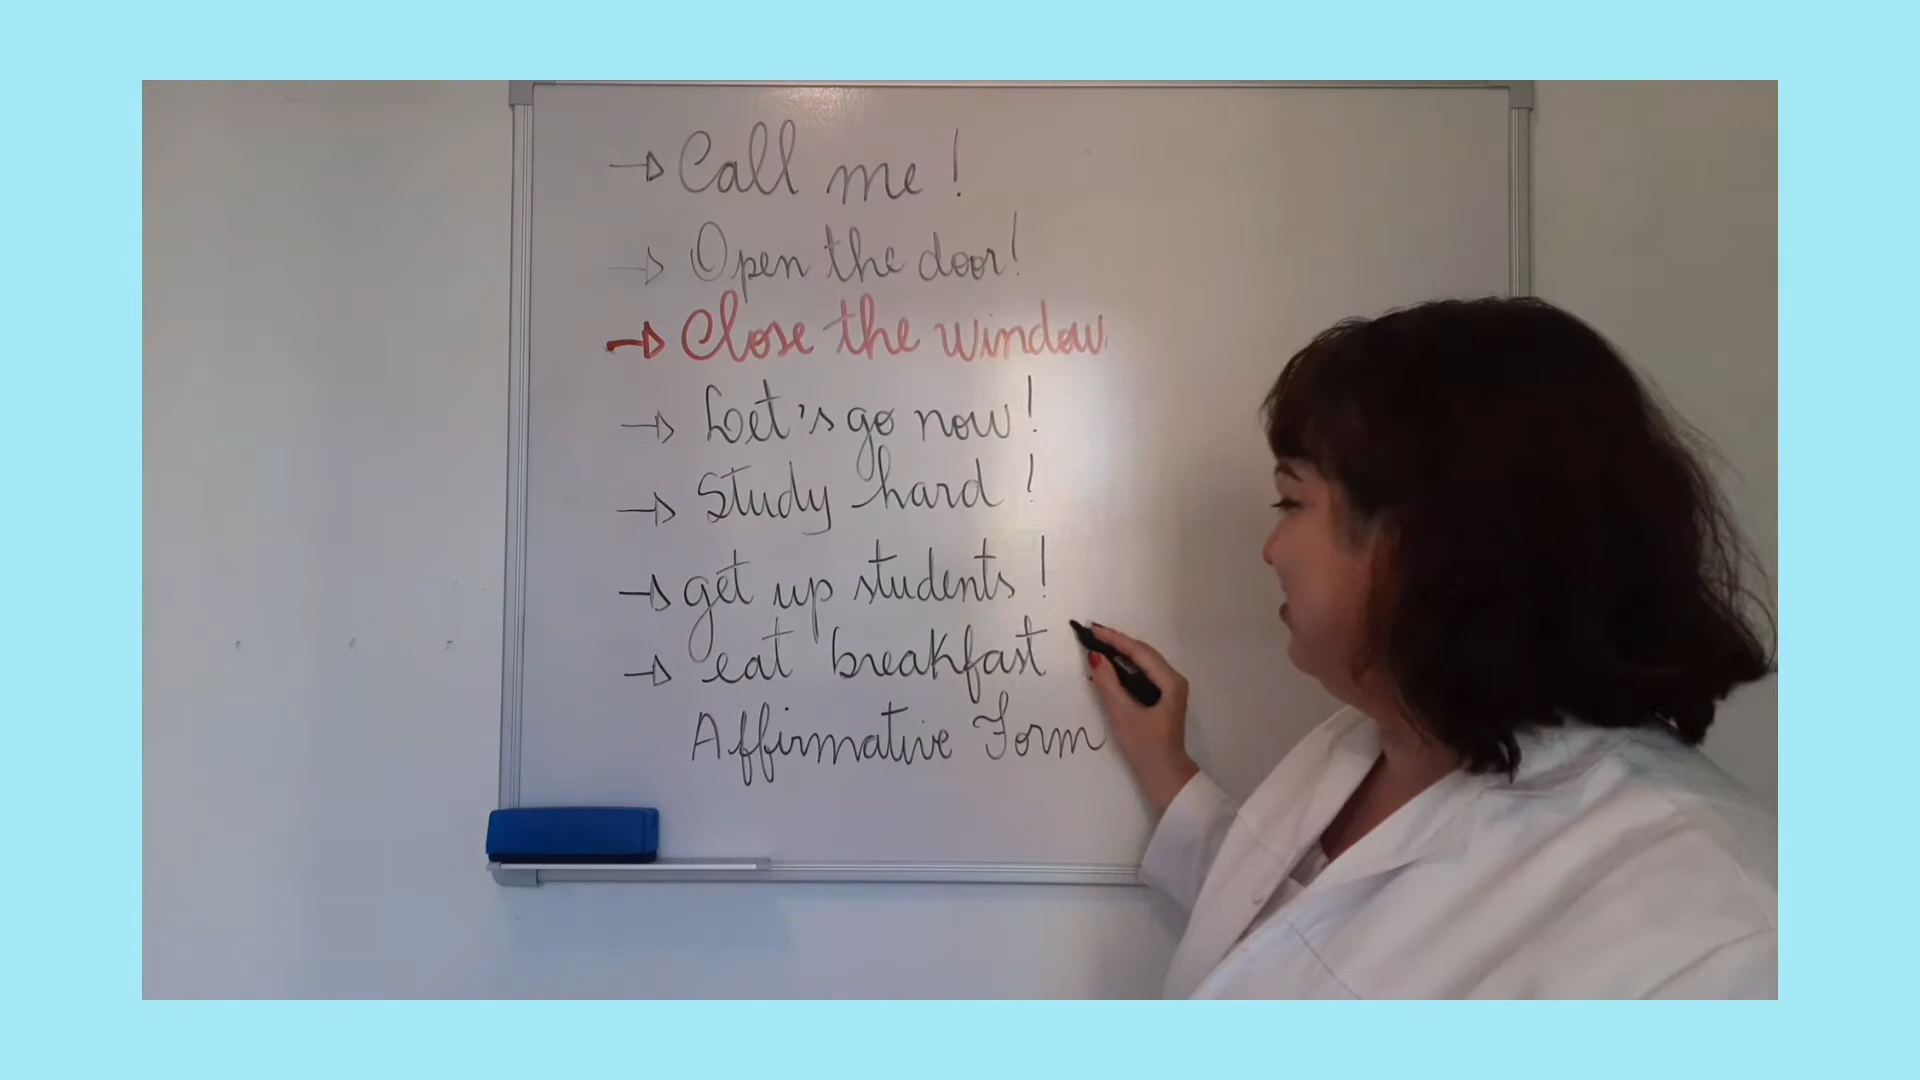 → Call me!
→ Open the door!
→ Close the window
→ Let's go now!
→ Study hard!
→ get up students!
→ eat breakfast
Affirmative Form